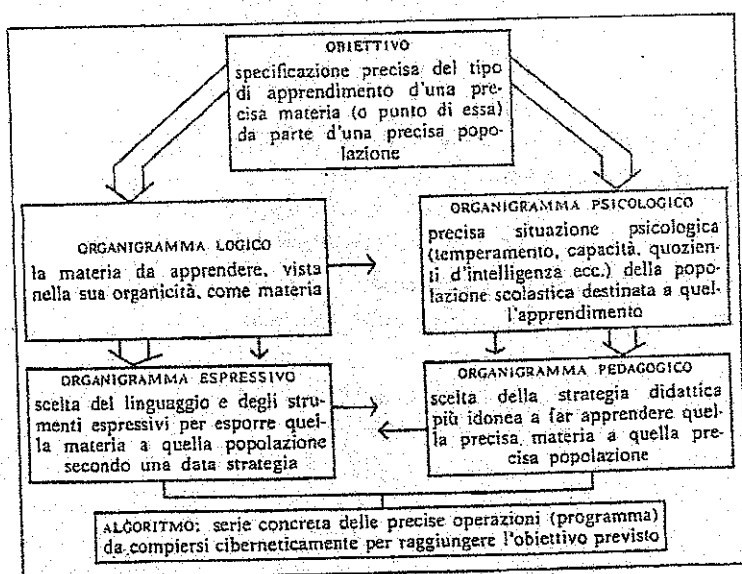 OBIETTIVO
specificazione precisa del tipo
di apprendimento d'una pre-
cisa materia (o punto di essa)
da parte d'una precisa popo-
lazione
ORGANIGRAMMA LOGICO
la materia da apprendere, vista
nella sua organicità, come materia
ORGANIGRAMMA PSICOLOGICO
precisa situazione psicologica
(temperamento, capacità, quozien-
ti d'intelligenza ecc.) della popo-
lazione scolastica destinata a quel-
l'apprendimento
ORGANIGRAMMA ESPRESSIVO
scelta del linguaggio e degli stru-
menti espressivi per esporre quel-
la materia a quella popolazione
secondo una data strategia
ORGANIGRAMMA PEDAGOGICO
scelta della strategia didattica
più idonea a far apprendere quel-
la precisa materia a quella pre-
cisa popolazione
ALGORITMO: serie concreta delle precise operazioni (programma)
da compiersi ciberneticamente per raggiungere l'obiettivo previsto